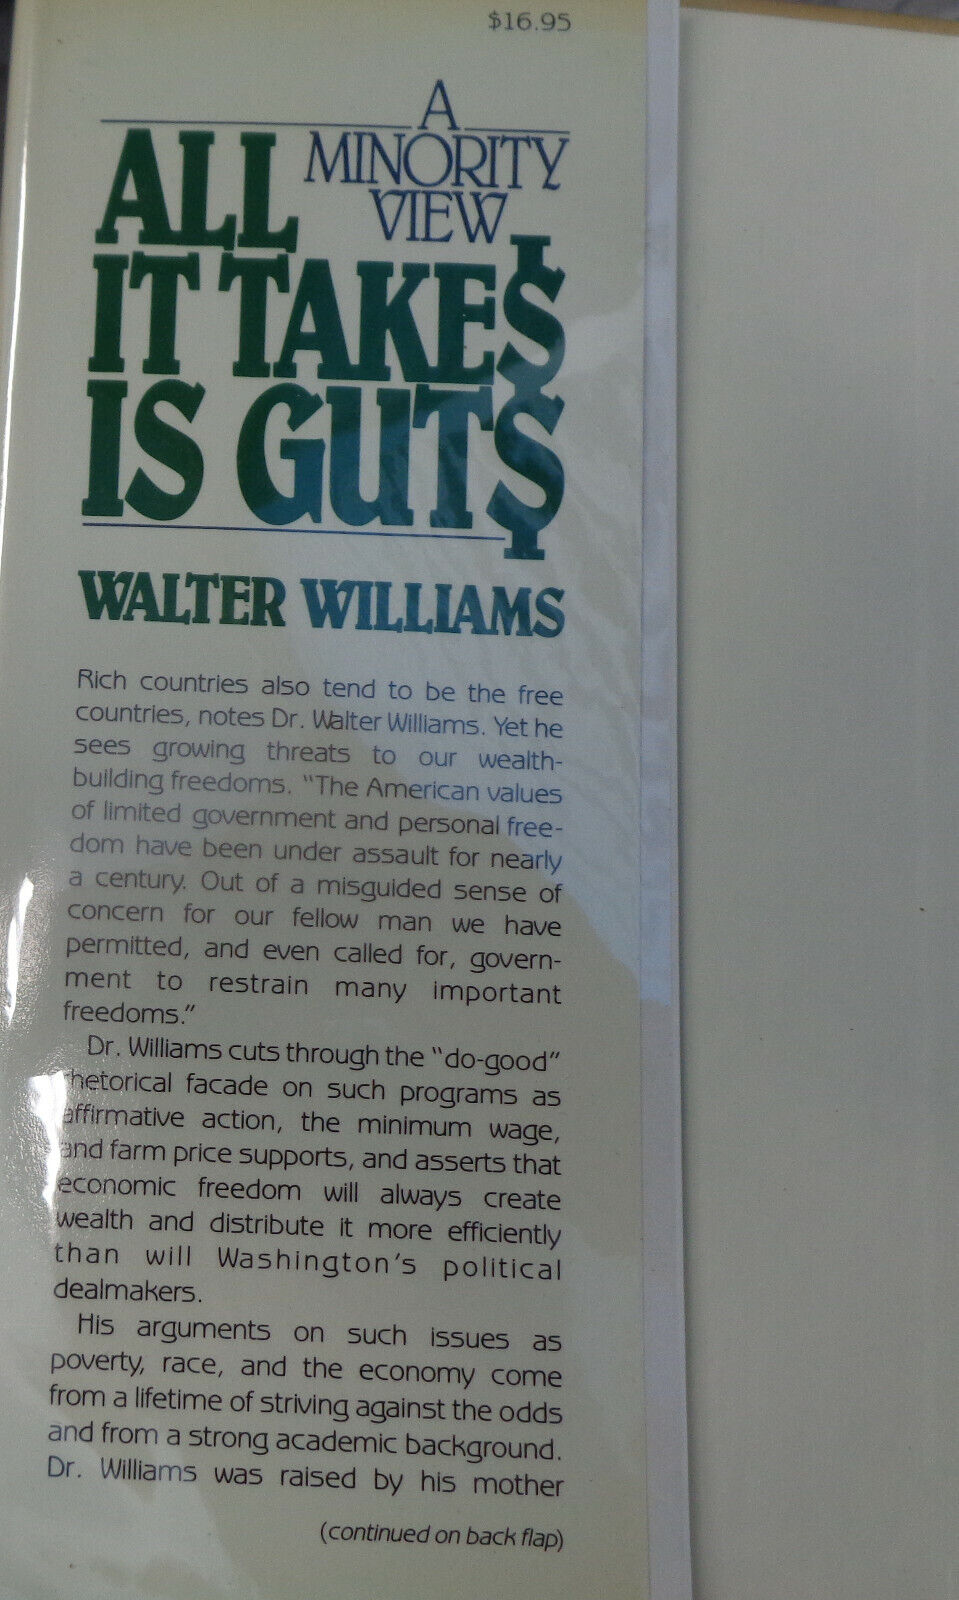 $16.95
A
MINORITY
VIEW
ALL
IT TAKES
IS GUTS
WALTER WILLIAMS
Rich countries also tend to be the free
countries, notes Dr. Walter Williams. Yet he
sees growing threats to our wealth-
building freedoms. "The American values
of limited government and personal free-
dom have been under assault for nearly
a century. Out of a misguided sense of
concern for our fellow man we have
permitted, and even called for, govern-
ment to restrain many important
freedoms."
Dr. Williams cuts through the "do-good"
rhetorical facade on such programs as
affirmative action, the minimum wage,
and farm price supports, and asserts that
economic freedom will always create
wealth and distribute it more efficiently
than will Washington's political
dealmakers.
His arguments on such issues as
poverty, race, and the economy come
from a lifetime of striving against the odds
and from a strong academic background.
Dr. Williams was raised by his mother
(continued on back flap)